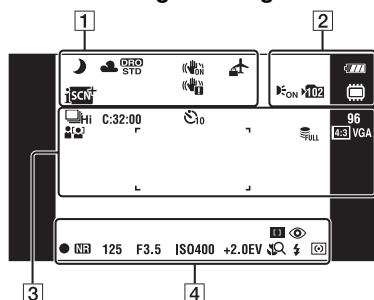 1 2
DRO STD ON
iSCN+ ON 102
Hi C:32:00 10 FULL 96
4:3 VGA
NR 125 F3.5 ISO400 +2.0EV
3 4